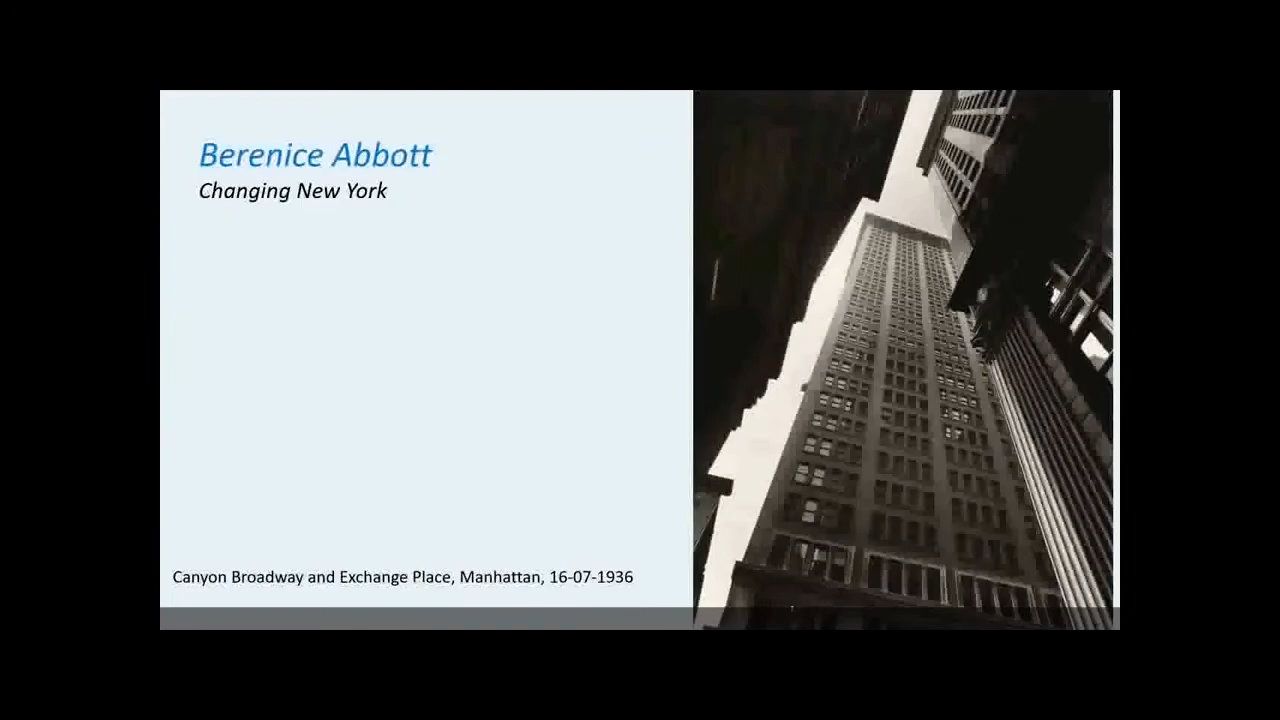 Berenice Abbott
Changing New York
Canyon Broadway and Exchange Place, Manhattan, 16-07-1936